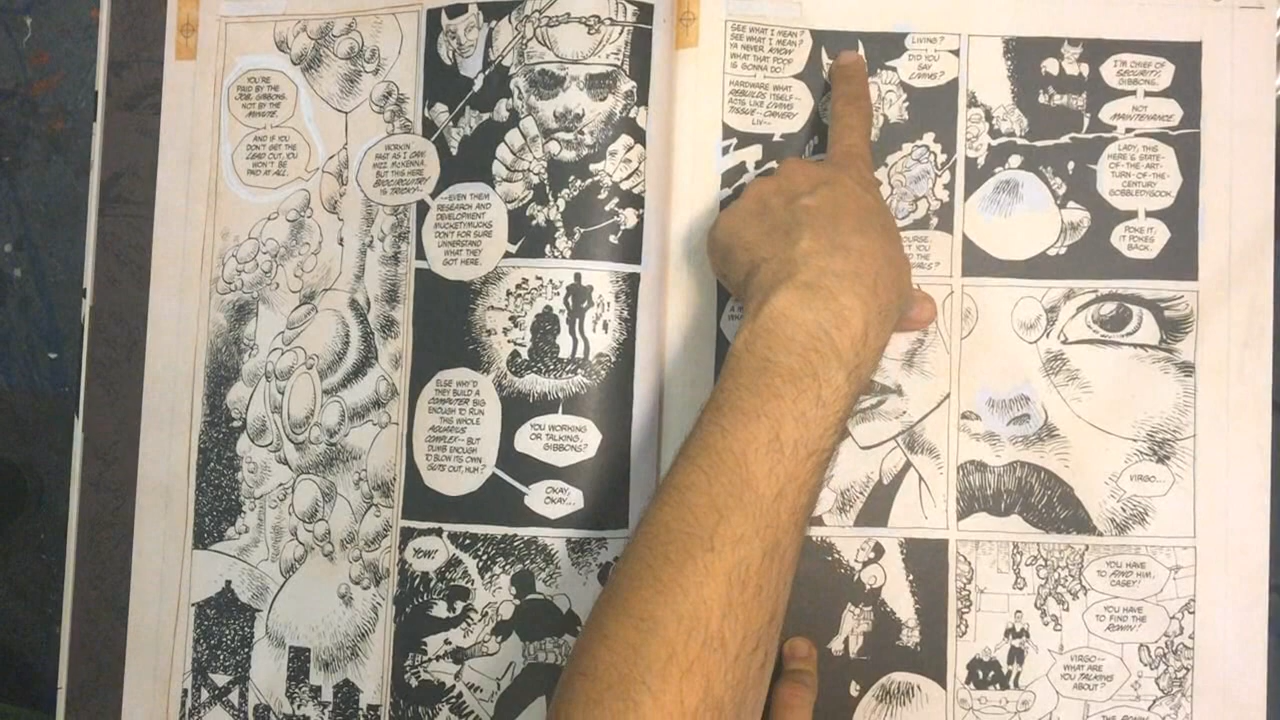 YOU'RE
PAID BY THE
JOB, GIBBONS.
NOT BY THE
MINUTE.
AND IF YOU
DON'T GET THE
LEAD OUT, YOU
WON'T BE
PAID AT ALL.
WORKIN'
FAST AS I CAN,
MIZZ McKENNA.
BUT THIS HERE
BIOCIRCUITRY
IS TRICKY--
--EVEN THEM
RESEARCH AND
DEVELOPMENT
MUCKETYMUCKS
DON'T FOR SURE
UNNERSTAND
WHAT THEY
GOT HERE.
ELSE WHY'D
THEY BUILD A
COMPUTER BIG
ENOUGH TO RUN
THIS WHOLE
AQUARIUS
COMPLEX-- BUT
DUMB ENOUGH
TO BLOW ITS OWN
GUTS OUT, HUH?
YOU WORKING
OR TALKING,
GIBBONS?
OKAY,
OKAY...
YOW!
SEE WHAT I MEAN?
SEE WHAT I MEAN?
YA NEVER KNOW
WHAT THAT POOP
IS GONNA DO!
HARDWARE WHAT
REBUILDS ITSELF--
ACTS LIKE LIVING
TISSUE--ORNERY
LIV--
LIVING?
DID YOU
SAY
LIVING?
I'M CHIEF OF
SECURITY,
GIBBONS.
NOT
MAINTENANCE.
LADY, THIS
HERE'S STATE-
OF-THE-ART-
TURN-OF-THE-
CENTURY
GOBBLEDYGOOK.
POKE IT,
IT POKES
BACK.
VIRGO...
YOU HAVE
TO FIND HIM,
CASEY!
YOU HAVE
TO FIND THE
RONIN!
VIRGO--
WHAT ARE
YOU TALKING
ABOUT?
THE RONIN